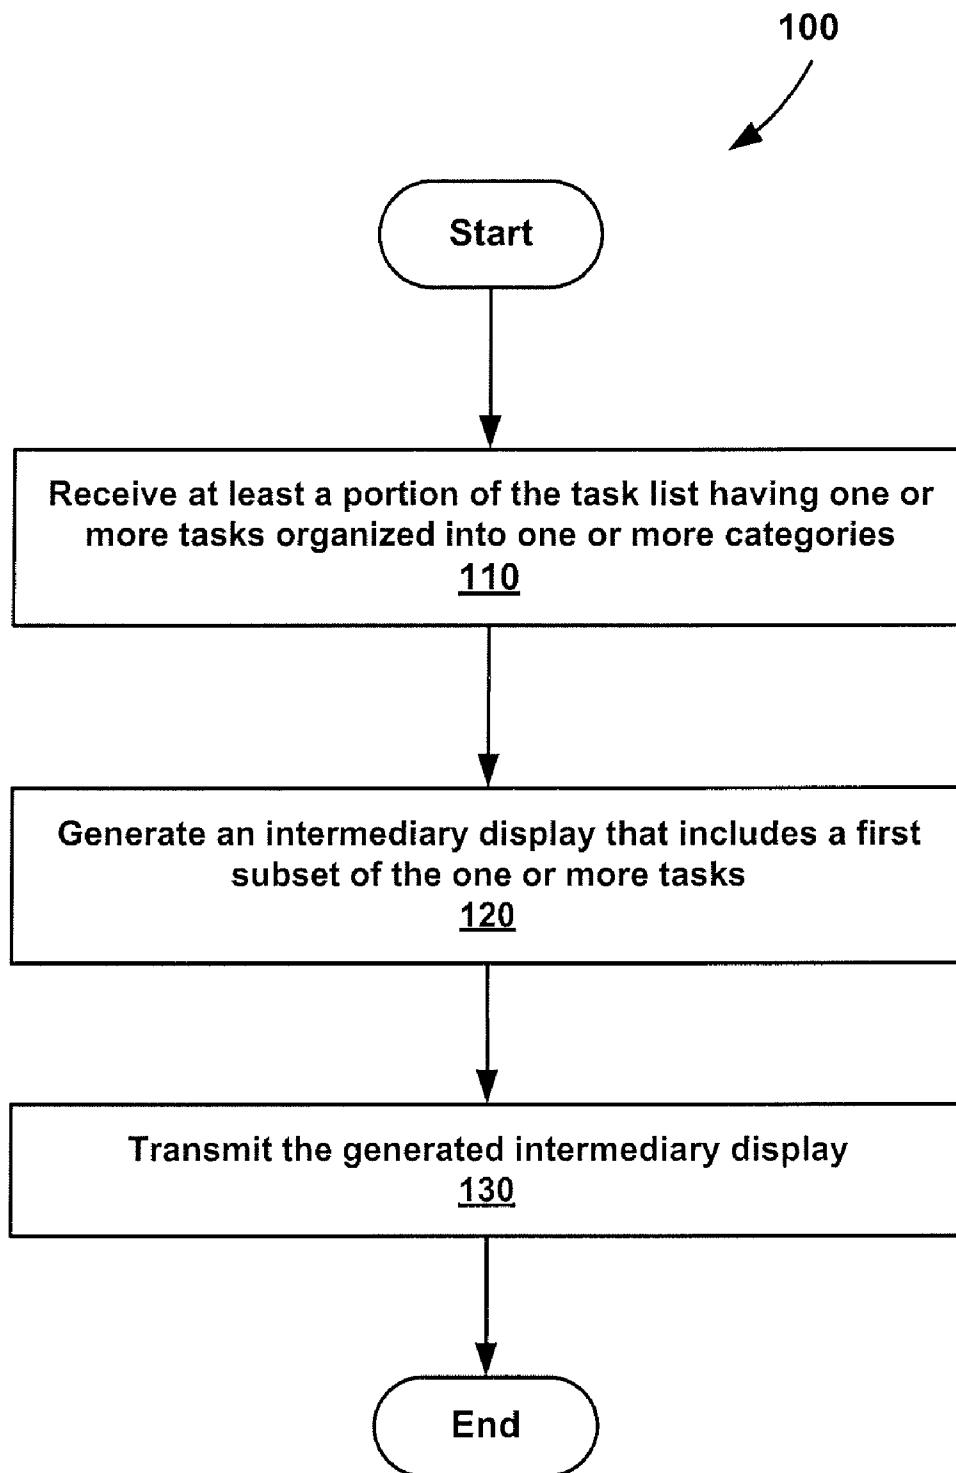 100
Start
Receive at least a portion of the task list having one or
more tasks organized into one or more categories
110
Generate an intermediary display that includes a first
subset of the one or more tasks
120
Transmit the generated intermediary display
130
End